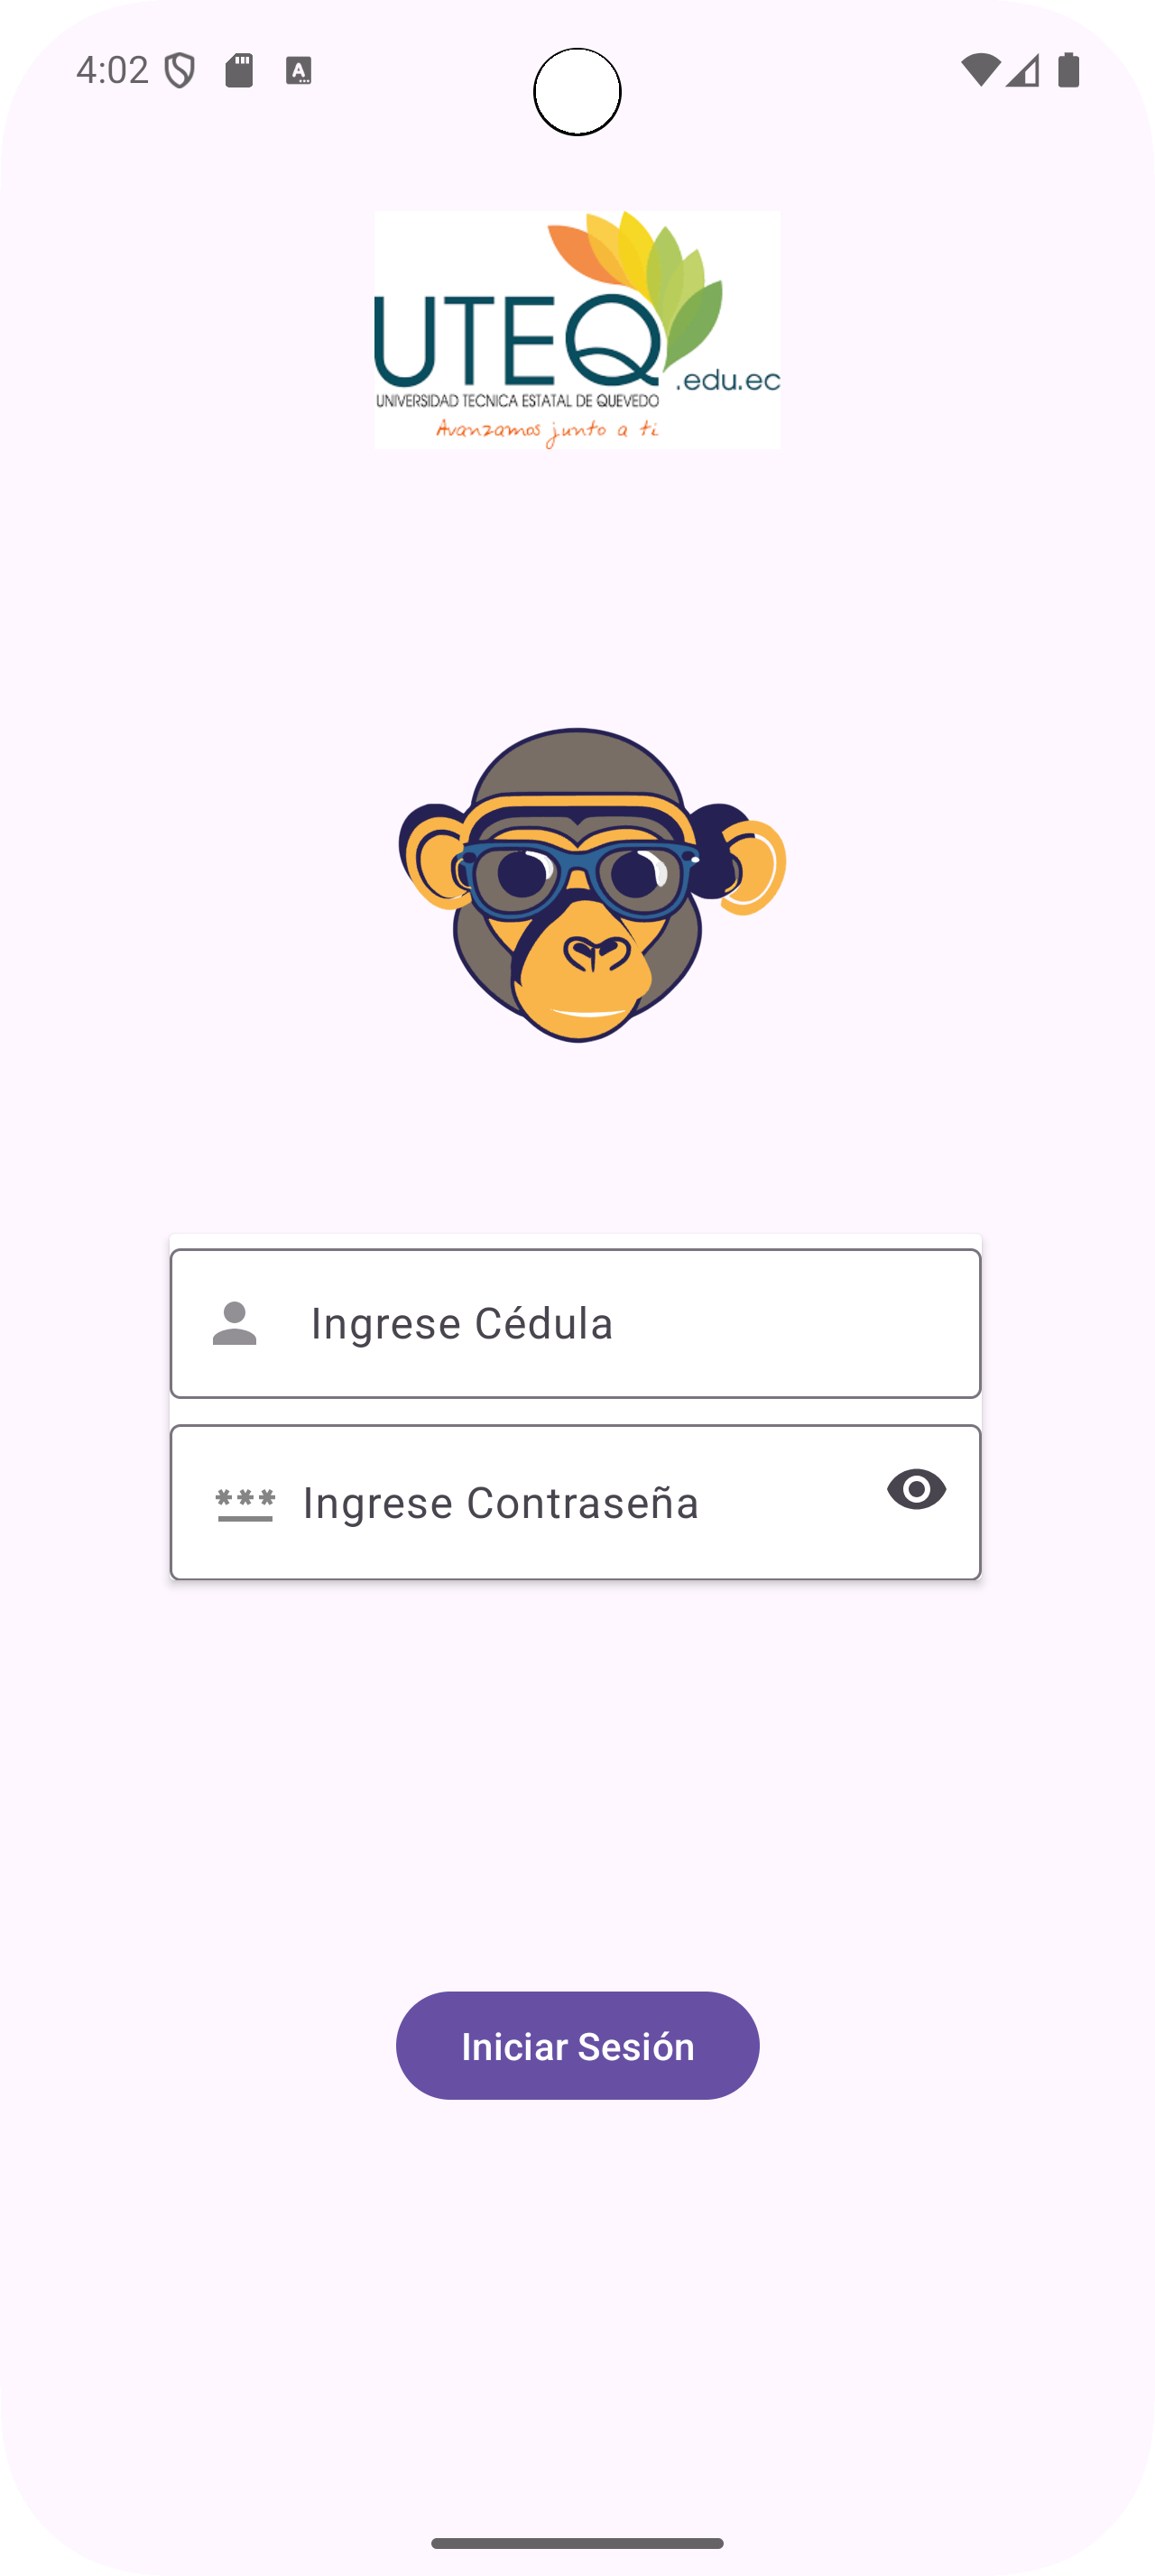 4:02
UTEQ
.edu.ec
UNIVERSIDAD TECNICA ESTATAL DE QUEVEDO
Avanzamos junto a ti
Ingrese Cédula
Ingrese Contraseña
Iniciar Sesión